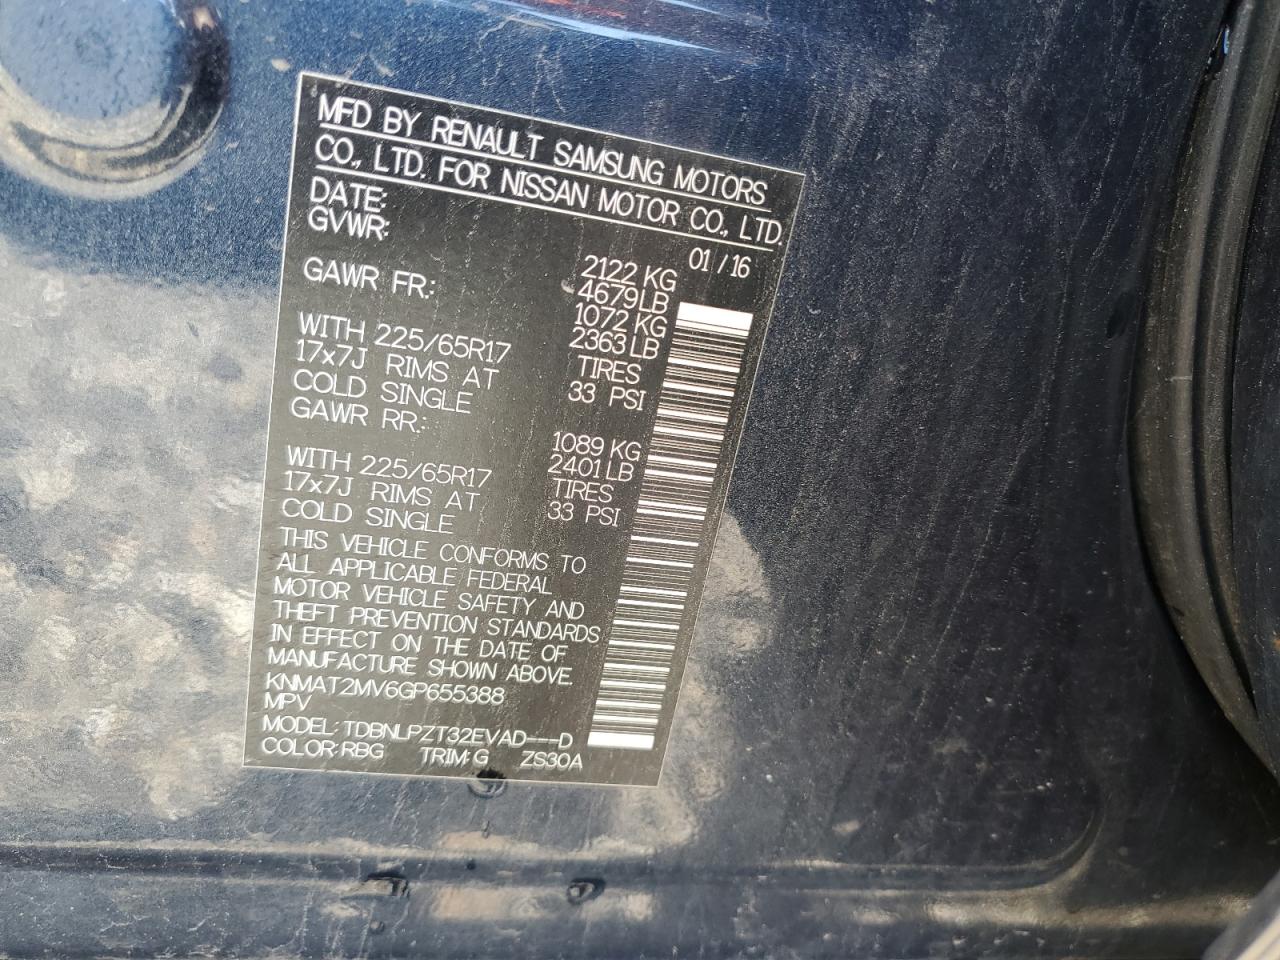 MFD BY RENAULT SAMSUNG MOTORS
CO., LTD. FOR NISSAN MOTOR CO., LTD.
DATE: 01/16
GVWR: 2122 KG
4679LB
GAWR FR.: 1072 KG
2363 LB
WITH 225/65R17 TIRES
17x7J RIMS AT 33 PSI
COLD SINGLE
GAWR RR.: 1089 KG
2401 LB
WITH 225/65R17 TIRES
17x7J RIMS AT 33 PSI
COLD SINGLE
THIS VEHICLE CONFORMS TO
ALL APPLICABLE FEDERAL
MOTOR VEHICLE SAFETY AND
THEFT PREVENTION STANDARDS
IN EFFECT ON THE DATE OF
MANUFACTURE SHOWN ABOVE.
KNMAT2MV6GP655388
MPV
MODEL:TDBNLPZT32EVAD---D
COLOR:RBG TRIM:G ZS30A